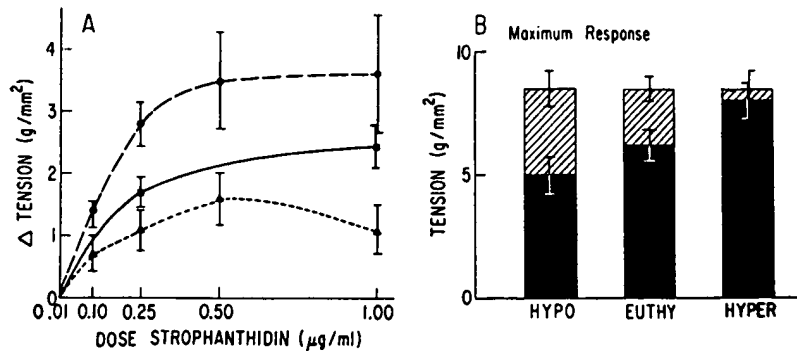 A
Δ TENSION (g/mm²)
4
3
2
1
0
0.01 0.10 0.25 0.50 1.00
DOSE STROPHANTHIDIN (μg/ml)
B Maximum Response
TENSION (g/mm²)
10
5
0
HYPO EUTHY HYPER